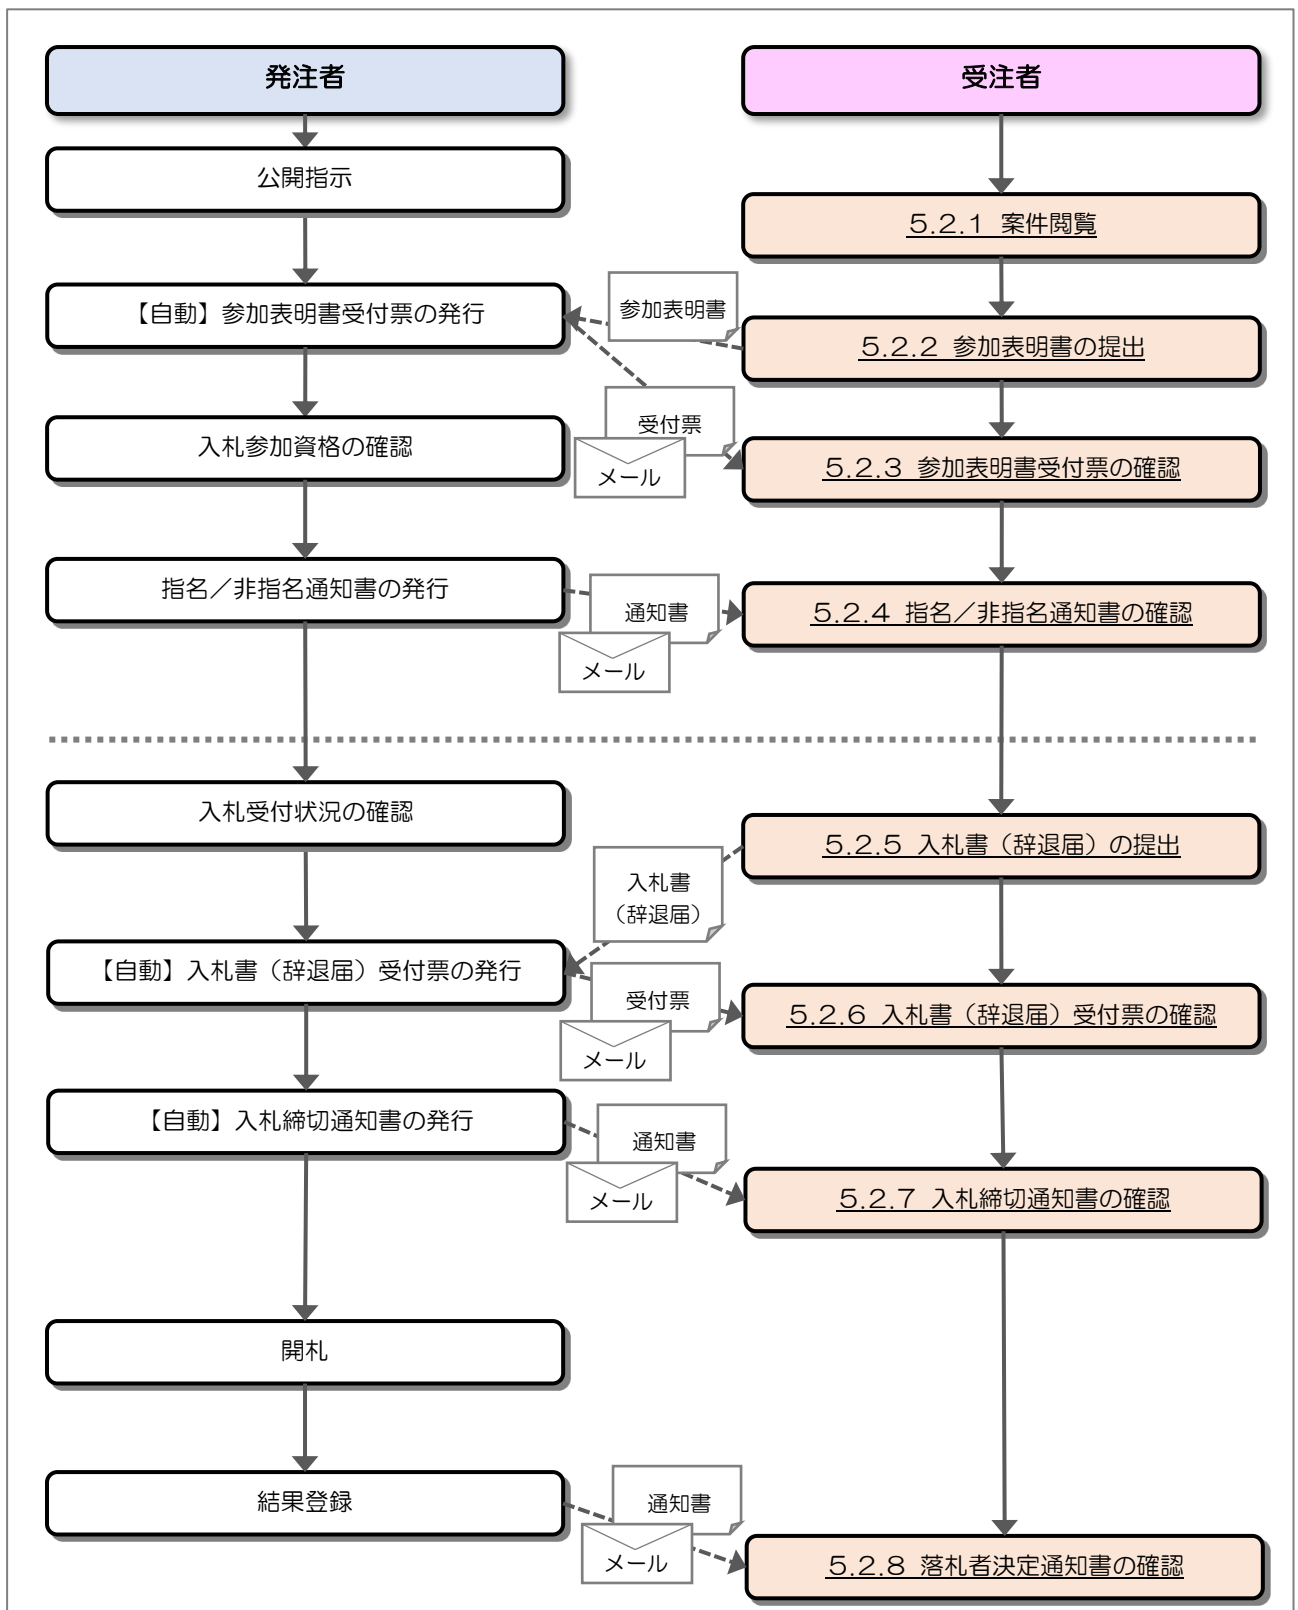 発注者
受注者
公開指示
5.2.1 案件閲覧
【自動】参加表明書受付票の発行
参加表明書
5.2.2 参加表明書の提出
入札参加資格の確認
受付票
メール
5.2.3 参加表明書受付票の確認
指名／非指名通知書の発行
通知書
メール
5.2.4 指名／非指名通知書の確認
入札受付状況の確認
5.2.5 入札書（辞退届）の提出
入札書
（辞退届）
【自動】入札書（辞退届）受付票の発行
受付票
メール
5.2.6 入札書（辞退届）受付票の確認
【自動】入札締切通知書の発行
通知書
メール
5.2.7 入札締切通知書の確認
開札
結果登録
通知書
メール
5.2.8 落札者決定通知書の確認